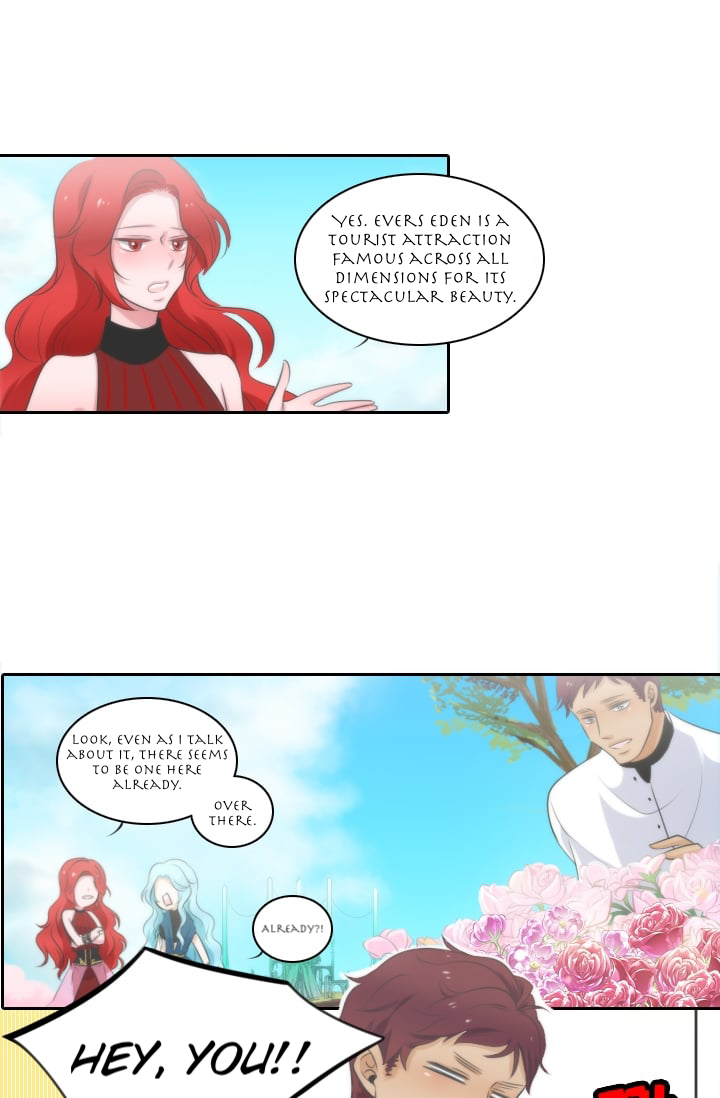 YES. EVERS EDEN IS A
TOURIST ATTRACTION
FAMOUS ACROSS ALL
DIMENSIONS FOR ITS
SPECTACULAR BEAUTY.
LOOK, EVEN AS I TALK
ABOUT IT, THERE SEEMS
TO BE ONE HERE
ALREADY.
OVER
THERE.
ALREADY?!
HEY, YOU!!